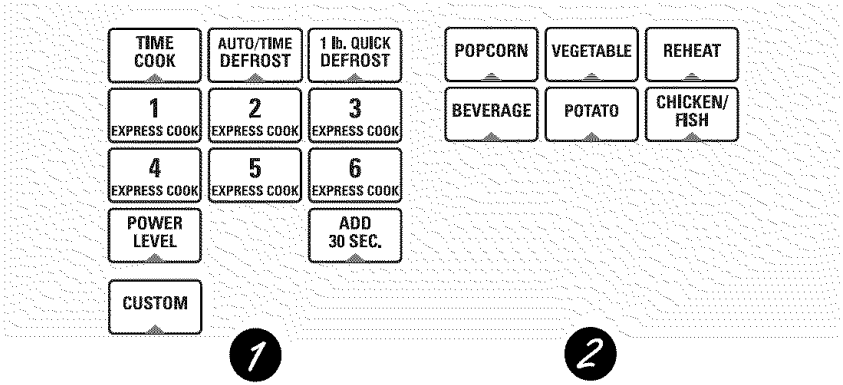 TIME
COOK
AUTO/TIME
DEFROST
1 lb. QUICK
DEFROST
1
EXPRESS COOK
2
EXPRESS COOK
3
EXPRESS COOK
4
EXPRESS COOK
5
EXPRESS COOK
6
EXPRESS COOK
POWER
LEVEL
ADD
30 SEC.
CUSTOM
1
POPCORN
VEGETABLE
REHEAT
BEVERAGE
POTATO
CHICKEN/
FISH
2